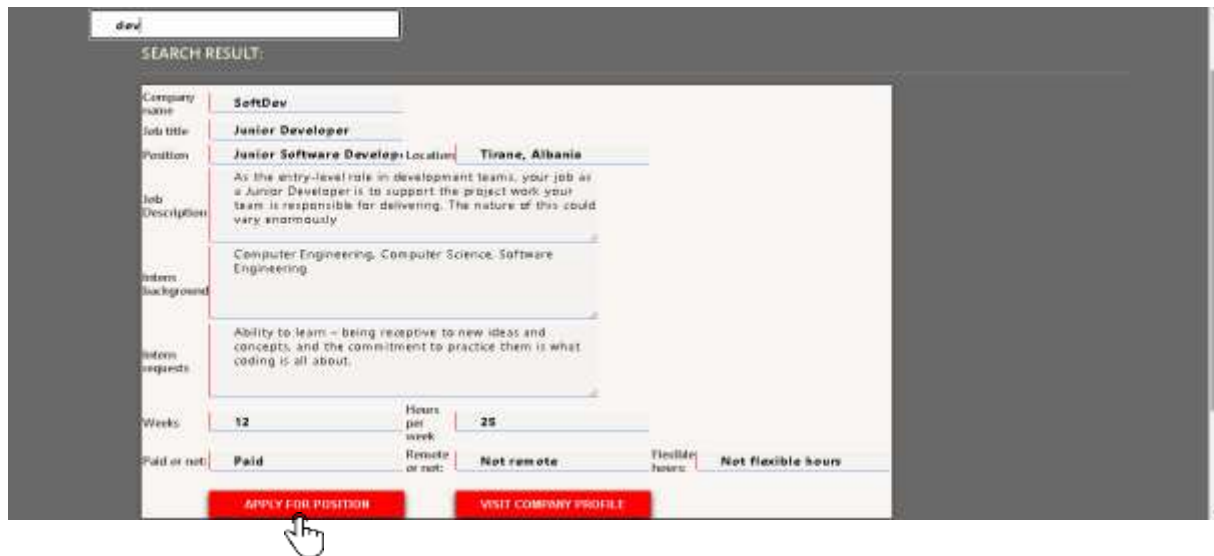 dev
SEARCH RESULT:
Company name SoftDev
Job title Junior Developer
Position Junior Software Develop Location Tirane, Albania
Job Description
As the entry-level role in development teams, your job as
a Junior Developer is to support the project work your
team is responsible for delivering. The nature of this could
vary enormously
Intern background
Computer Engineering, Computer Science, Software
Engineering
Intern requests
Ability to learn – being receptive to new ideas and
concepts, and the commitment to practice them is what
coding is all about.
Weeks 12 Hours per week 25
Paid or not: Paid Remote or not: Not remote Flexible hours: Not flexible hours
APPLY FOR POSITION VISIT COMPANY PROFILE